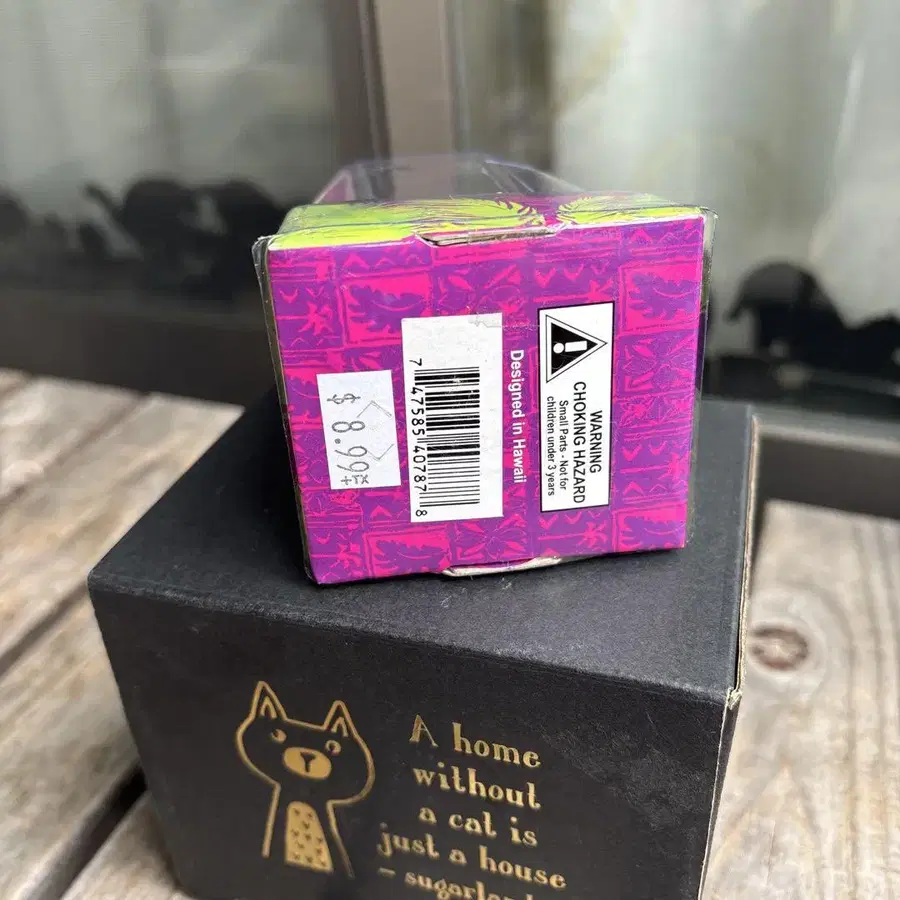 $ 8.99
7 47585 40787 8
Designed in Hawaii
WARNING
CHOKING HAZARD
Small Parts - Not for
children under 3 years
A home
without
a cat is
just a house